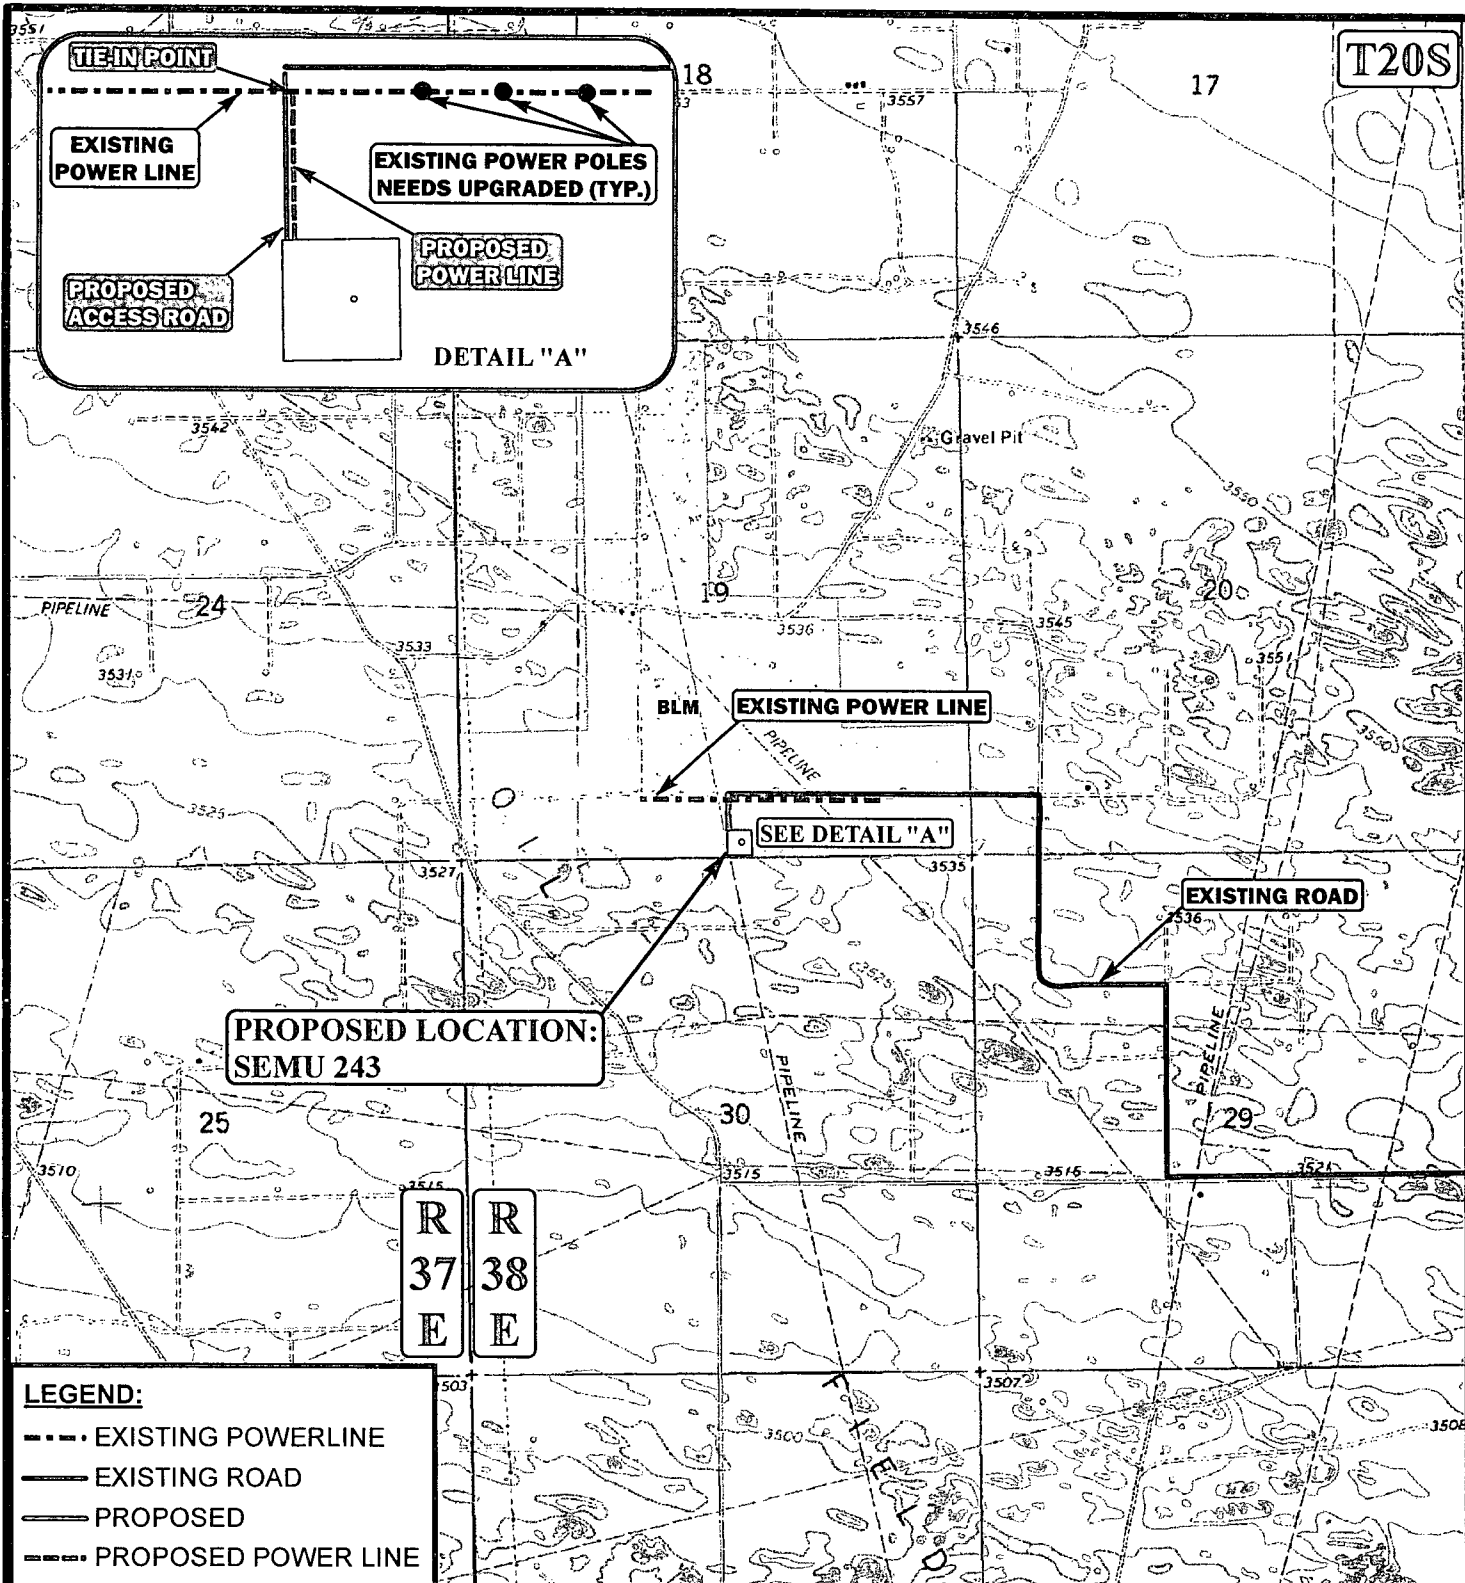 3551
TIE-IN POINT
18
17
T20S
3557
EXISTING
POWER LINE
EXISTING POWER POLES
NEEDS UPGRADED (TYP.)
PROPOSED
POWER LINE
PROPOSED
ACCESS ROAD
DETAIL "A"
3546
3542
Gravel Pit
3550
PIPELINE
24
19
20
3536
3545
3533
3531
3551
BLM
EXISTING POWER LINE
PIPELINE
3550
3525
SEE DETAIL "A"
3527
3535
EXISTING ROAD
3536
3525
PROPOSED LOCATION:
SEMU 243
PIPELINE
PIPELINE
25
30
29
3510
3515
3515
3516
3521
R
37
E
R
38
E
3503
3507
3500
3508
O
I
L
F
I
E
L
D
LEGEND:
EXISTING POWERLINE
EXISTING ROAD
PROPOSED
PROPOSED POWER LINE